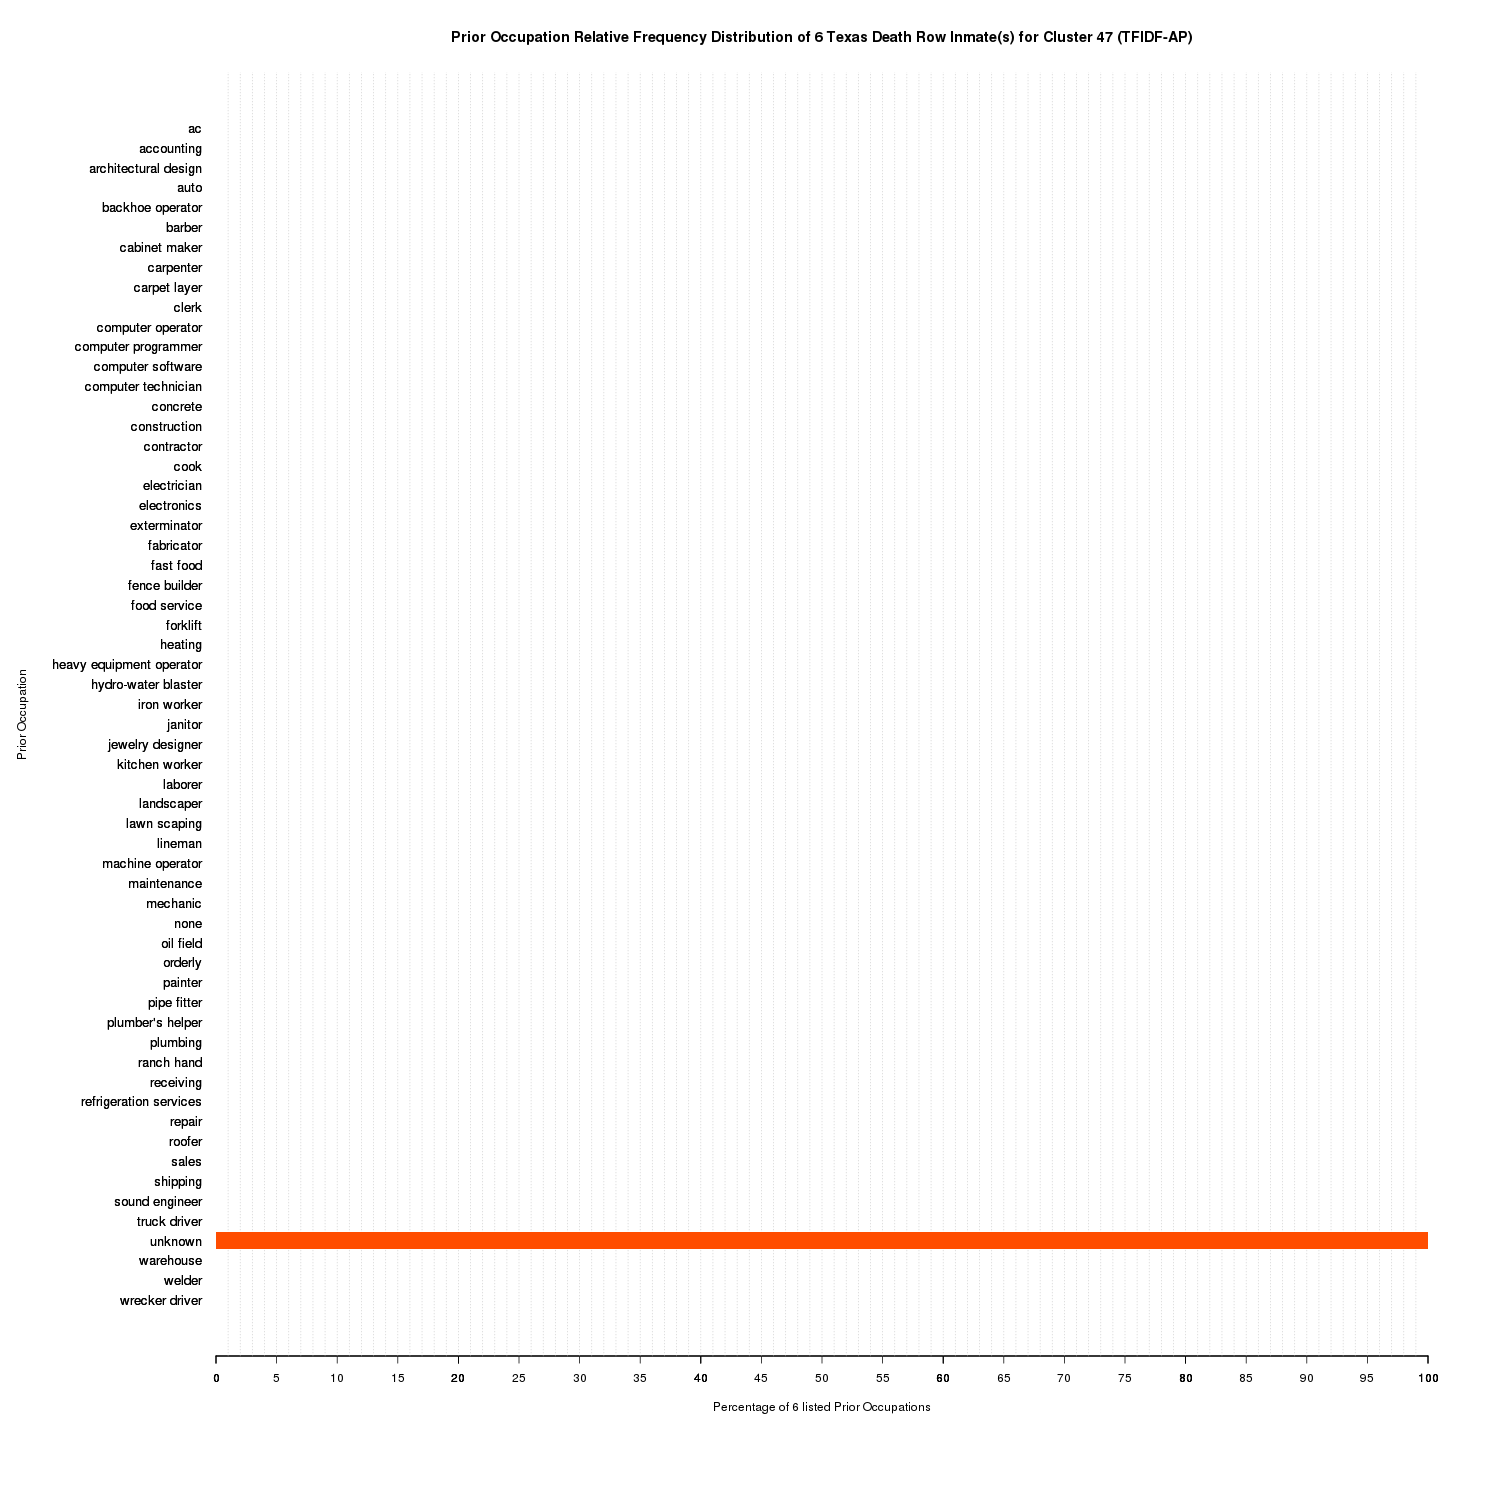 Prior Occupation Relative Frequency Distribution of 6 Texas Death Row Inmate(s) for Cluster 47 (TFIDF-AP)
Prior Occupation
ac
accounting
architectural design
auto
backhoe operator
barber
cabinet maker
carpenter
carpet layer
clerk
computer operator
computer programmer
computer software
computer technician
concrete
construction
contractor
cook
electrician
electronics
exterminator
fabricator
fast food
fence builder
food service
forklift
heating
heavy equipment operator
hydro-water blaster
iron worker
janitor
jewelry designer
kitchen worker
laborer
landscaper
lawn scaping
lineman
machine operator
maintenance
mechanic
none
oil field
orderly
painter
pipe fitter
plumber's helper
plumbing
ranch hand
receiving
refrigeration services
repair
roofer
sales
shipping
sound engineer
truck driver
unknown
warehouse
welder
wrecker driver
0 5 10 15 20 25 30 35 40 45 50 55 60 65 70 75 80 85 90 95 100
Percentage of 6 listed Prior Occupations